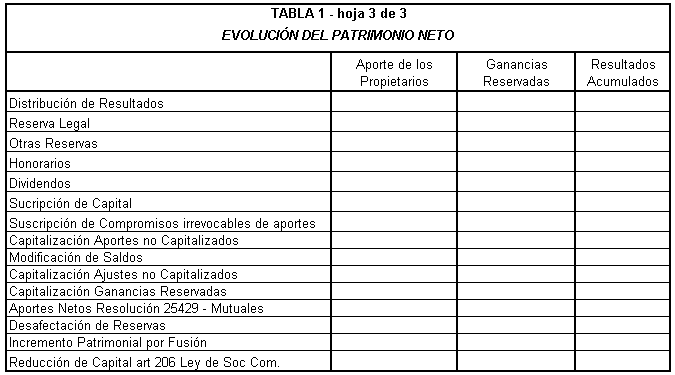 TABLA 1 - hoja 3 de 3
EVOLUCIÓN DEL PATRIMONIO NETO
Aporte de los Propietarios
Ganancias Reservadas
Resultados Acumulados
Distribución de Resultados
Reserva Legal
Otras Reservas
Honorarios
Dividendos
Sucripción de Capital
Suscripción de Compromisos irrevocables de aportes
Capitalización Aportes no Capitalizados
Modificación de Saldos
Capitalización Ajustes no Capitalizados
Capitalización Ganancias Reservadas
Aportes Netos Resolución 25429 - Mutuales
Desafectación de Reservas
Incremento Patrimonial por Fusión
Reducción de Capital art 206 Ley de Soc Com.